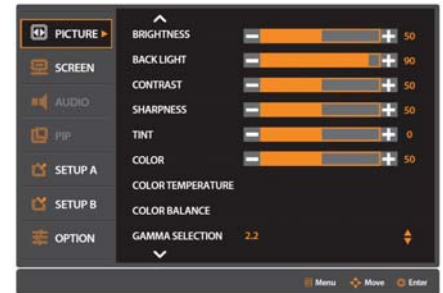 PICTURE
SCREEN
AUDIO
PIP
SETUP A
SETUP B
OPTION
BRIGHTNESS 50
BACK LIGHT 90
CONTRAST 50
SHARPNESS 50
TINT 0
COLOR 50
COLOR TEMPERATURE
COLOR BALANCE
GAMMA SELECTION 2.2
Menu Move Enter